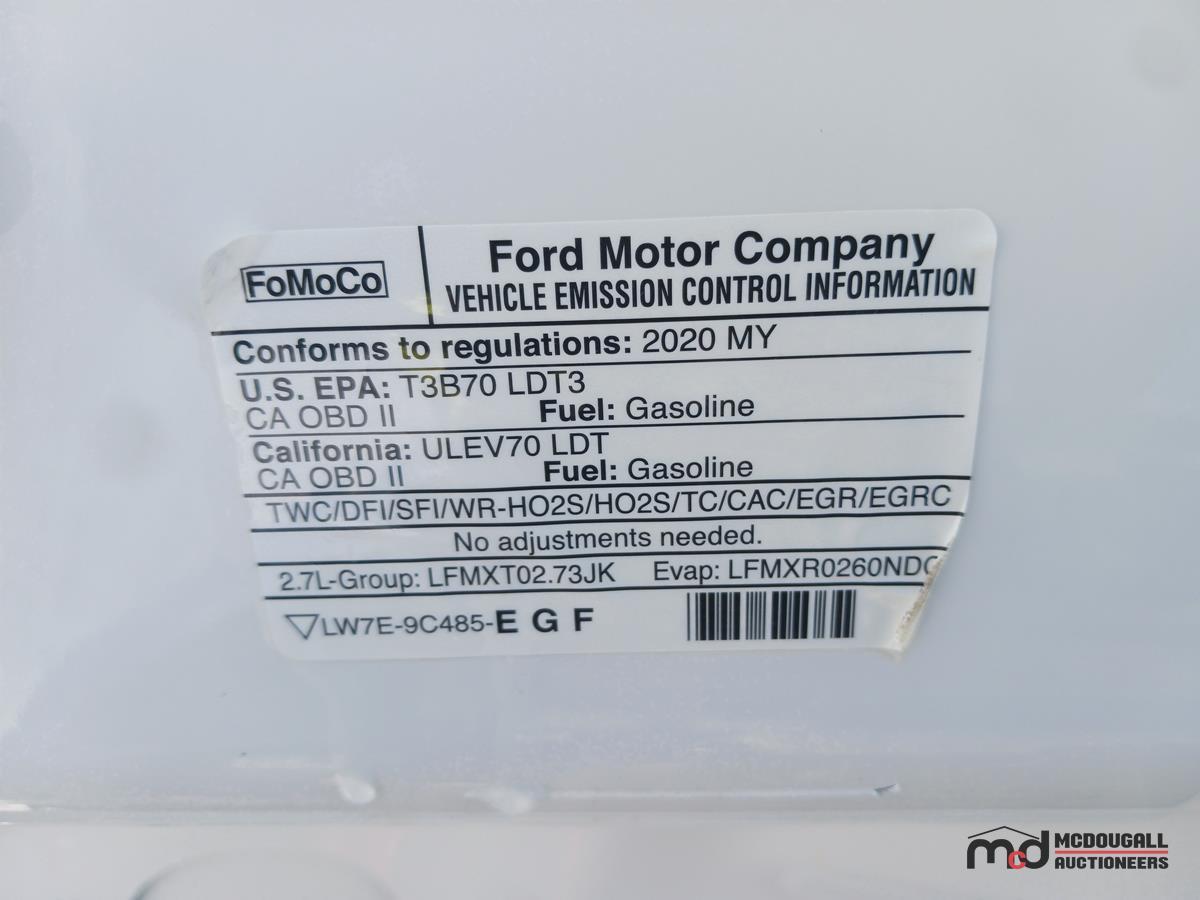 FoMoCo
Ford Motor Company
VEHICLE EMISSION CONTROL INFORMATION
Conforms to regulations: 2020 MY
U.S. EPA: T3B70 LDT3
CA OBD II Fuel: Gasoline
California: ULEV70 LDT
CA OBD II Fuel: Gasoline
TWC/DFI/SFI/WR-HO2S/HO2S/TC/CAC/EGR/EGRC
No adjustments needed.
2.7L-Group: LFMXT02.73JK Evap:
LW7E-9C485-E G F
mcd MCDOUGALL
AUCTIONEERS